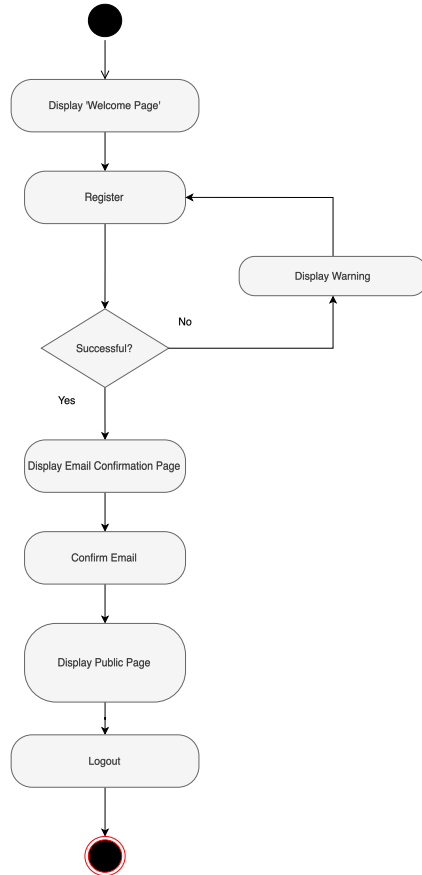 Display 'Welcome Page'
Register
Display Warning
No
Successful?
Yes
Display Email Confirmation Page
Confirm Email
Display Public Page
Logout